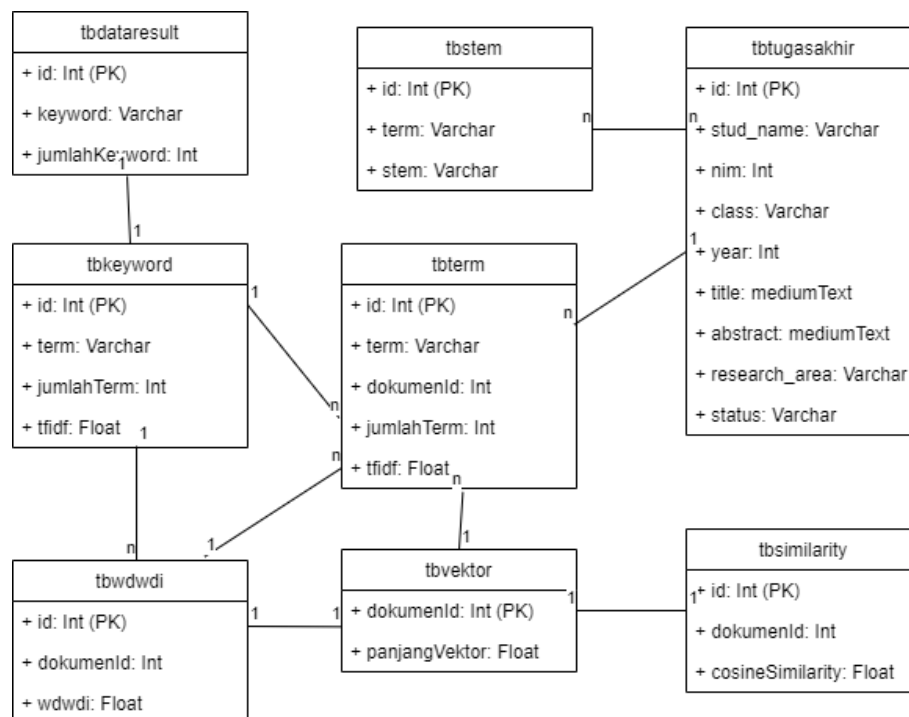 tbdataresult
+ id: Int (PK)
+ keyword: Varchar
+ jumlahKeyword: Int
1
1
tbstem
+ id: Int (PK)
+ term: Varchar
+ stem: Varchar
n
n
tbtugasakhir
+ id: Int (PK)
+ stud_name: Varchar
+ nim: Int
+ class: Varchar
+ year: Int
+ title: mediumText
+ abstract: mediumText
+ research_area: Varchar
+ status: Varchar
1
n
tbkeyword
+ id: Int (PK)
+ term: Varchar
+ jumlahTerm: Int
+ tfidf: Float
1
n
1
n
tbterm
+ id: Int (PK)
+ term: Varchar
+ dokumenId: Int
+ jumlahTerm: Int
+ tfidf: Float
n
1
n
1
tbwdwdi
+ id: Int (PK)
+ dokumenId: Int
+ wdwdi: Float
1
1
tbvektor
+ dokumenId: Int (PK)
+ panjangVektor: Float
1
1
tbsimilarity
+ id: Int (PK)
+ dokumenId: Int
+ cosineSimilarity: Float